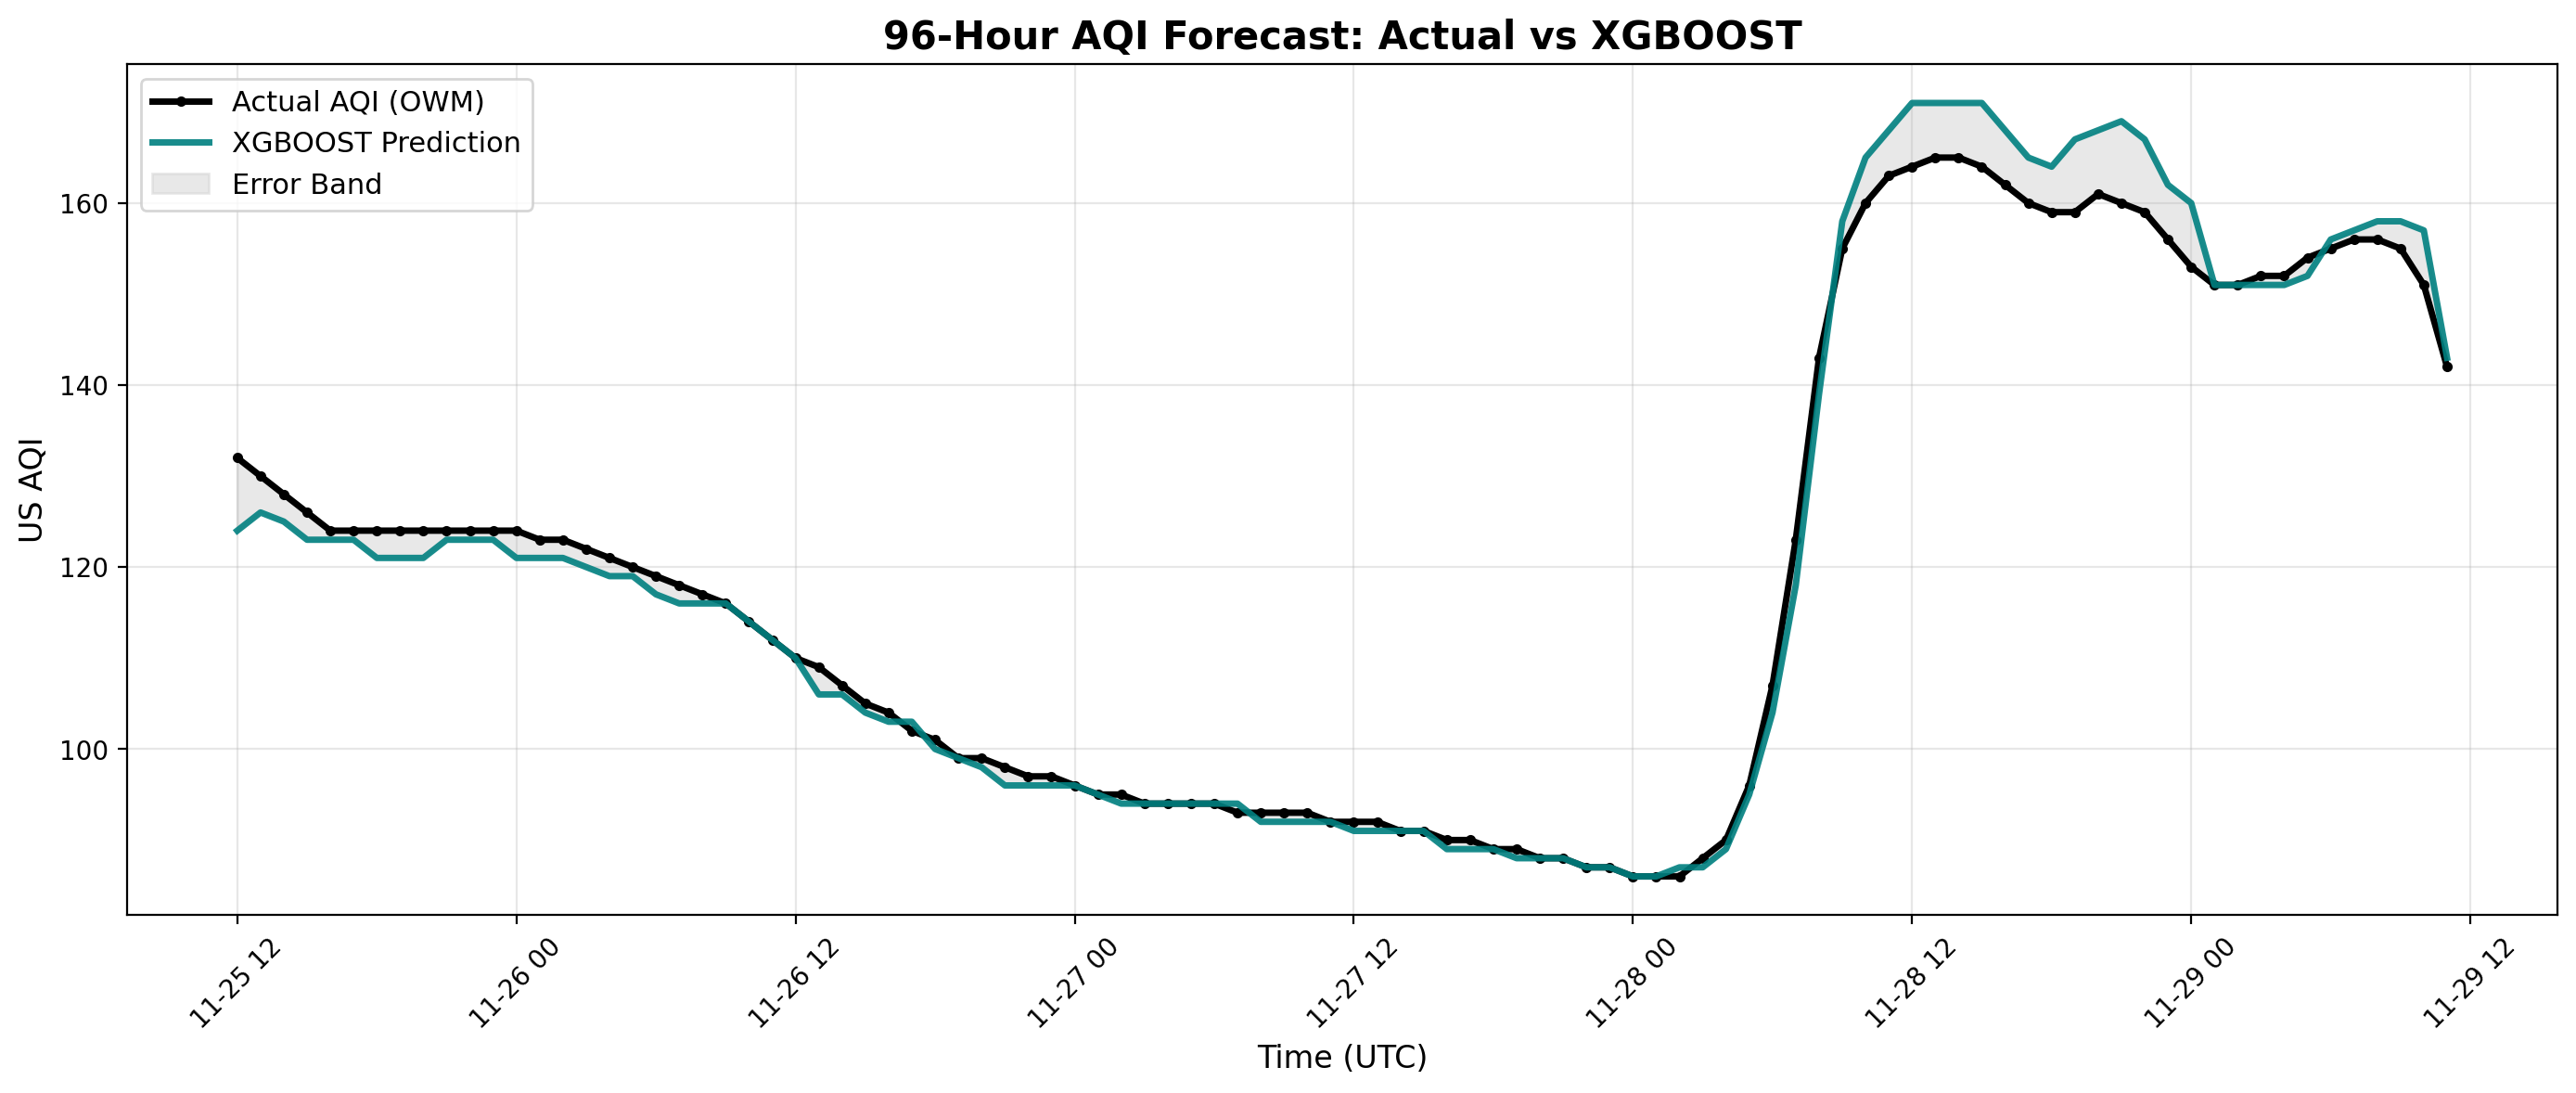 96-Hour AQI Forecast: Actual vs XGBOOST
Actual AQI (OWM)
XGBOOST Prediction
Error Band
US AQI
160
140
120
100
11-25 12
11-26 00
11-26 12
11-27 00
11-27 12
11-28 00
11-28 12
11-29 00
11-29 12
Time (UTC)